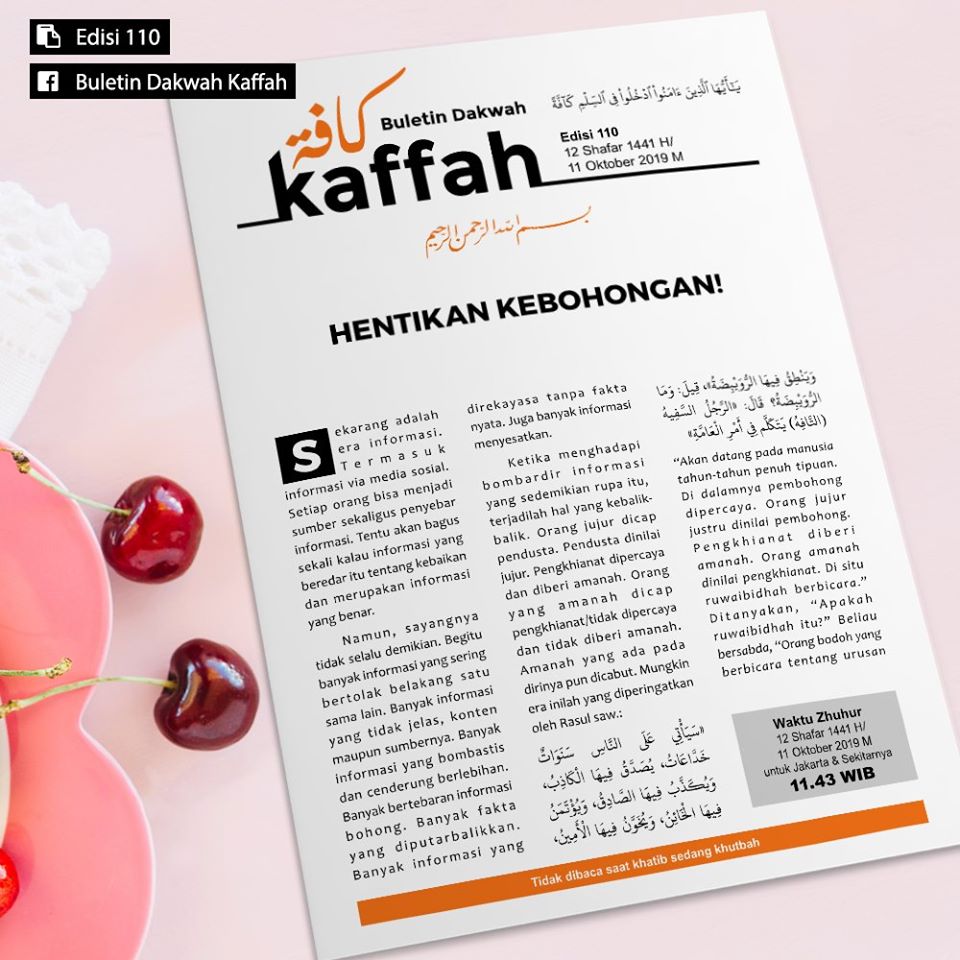 Edisi 110
Buletin Dakwah Kaffah
كافة
Buletin Dakwah
kaffah
يَـٰٓأَيُّهَا ٱلَّذِينَ ءَامَنُوا۟ ٱدْخُلُوا۟ فِى ٱلسِّلْمِ كَآفَّةً
Edisi 110
12 Shafar 1441 H/
11 Oktober 2019 M
بسم الله الرحمن الرحيم
HENTIKAN KEBOHONGAN!
Sekarang adalah
era informasi.
Termasuk
informasi via media sosial.
Setiap orang bisa menjadi
sumber sekaligus penyebar
informasi. Tentu akan bagus
sekali kalau informasi yang
beredar itu tentang kebaikan
dan merupakan informasi
yang benar.
Namun, sayangnya
tidak selalu demikian. Begitu
banyak informasi yang sering
bertolak belakang satu
sama lain. Banyak informasi
yang tidak jelas, konten
maupun sumbernya. Banyak
informasi yang bombastis
dan cenderung berlebihan.
Banyak bertebaran informasi
bohong. Banyak fakta
yang diputarbalikkan.
Banyak informasi yang
direkayasa tanpa fakta
nyata. Juga banyak informasi
menyesatkan.
Ketika menghadapi
bombardir informasi
yang sedemikian rupa itu,
terjadilah hal yang kebalik-
balik. Orang jujur dicap
pendusta. Pendusta dinilai
jujur. Pengkhianat dipercaya
dan diberi amanah. Orang
yang amanah dicap
pengkhianat/tidak dipercaya
dan tidak diberi amanah.
Amanah yang ada pada
dirinya pun dicabut. Mungkin
era inilah yang diperingatkan
oleh Rasul saw.:
«سَيَأْتِي عَلَى النَّاسِ سَنَوَاتٌ
خَدَّاعَاتُ، يُصَدَّقُ فِيهَا الْكَاذِبُ،
وَيُكَذَّبُ فِيهَا الصَّادِقُ، وَيُؤْتَمَنُ
فِيهَا الْخَائِنُ، وَيُخَوَّنُ فِيهَا الْأَمِينُ،
وَيَنْطِقُ فِيهَا الرُّوَيْبِضَةُ»، قِيلَ: وَمَا
الرُّوَيْبِضَةُ؟ قَالَ: «الرَّجُلُ السَّفِيهُ
(التَّافِهُ) يَتَكَلَّمُ فِي أَمْرِ الْعَامَّةِ»
“Akan datang pada manusia
tahun-tahun penuh tipuan.
Di dalamnya pembohong
dipercaya. Orang jujur
justru dinilai pembohong.
Pengkhianat diberi
amanah. Orang amanah
dinilai pengkhianat. Di situ
ruwaibidhah berbicara.”
Ditanyakan, “Apakah
ruwaibidhah itu?” Beliau
bersabda, “Orang bodoh yang
berbicara tentang urusan
Waktu Zhuhur
12 Shafar 1441 H/
11 Oktober 2019 M
untuk Jakarta & Sekitarnya
11.43 WIB
Tidak dibaca saat khatib sedang khutbah